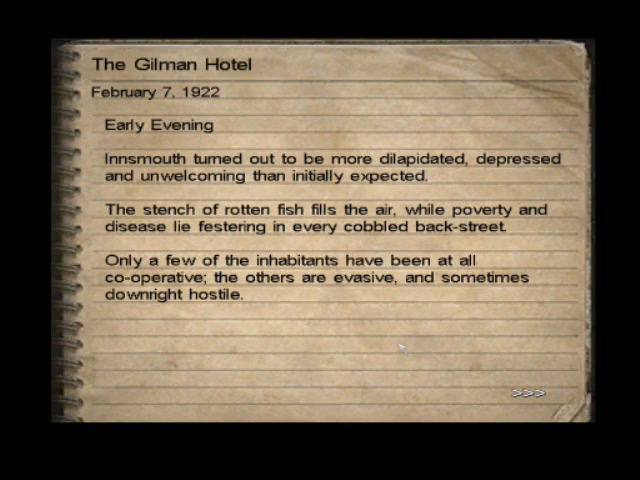 The Gilman Hotel
February 7, 1922
Early Evening
Innsmouth turned out to be more dilapidated, depressed
and unwelcoming than initially expected.
The stench of rotten fish fills the air, while poverty and
disease lie festering in every cobbled back-street.
Only a few of the inhabitants have been at all
co-operative; the others are evasive, and sometimes
downright hostile.
>>>